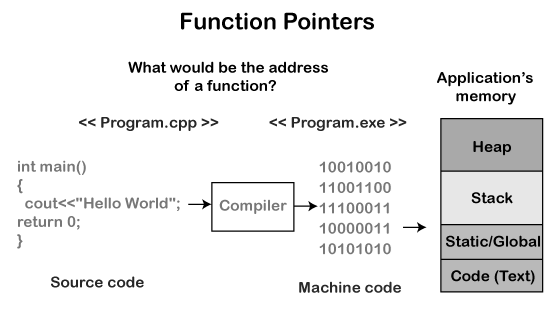 Function Pointers
What would be the address
of a function?
<< Program.cpp >>
<< Program.exe >>
Application's
memory
int main()
{
cout<<"Hello World";
return 0;
}
Source code
Compiler
10010010
11001100
11100011
10000011
10101010
Machine code
Heap
Stack
Static/Global
Code (Text)